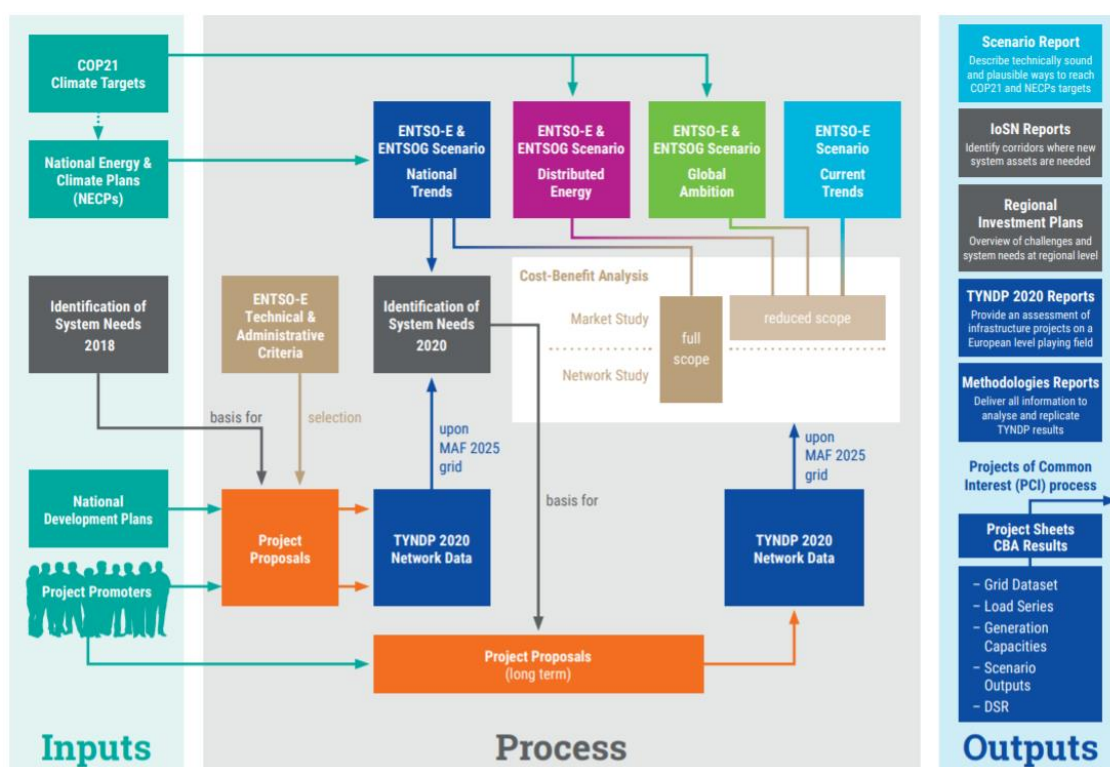 COP21
Climate Targets
National Energy &
Climate Plans
(NECPs)
Identification of
System Needs
2018
National
Development Plans
Project Promoters
Inputs
ENTSO-E &
ENTSOG Scenario
National
Trends
ENTSO-E &
ENTSOG Scenario
Distributed
Energy
ENTSO-E &
ENTSOG Scenario
Global
Ambition
ENTSO-E
Scenario
Current
Trends
ENTSO-E
Technical &
Administrative
Criteria
Identification of
System Needs
2020
Cost-Benefit Analysis
Market Study
Network Study
full
scope
reduced scope
basis for
selection
upon
MAF 2025
grid
basis for
upon
MAF 2025
grid
Project
Proposals
TYNDP 2020
Network Data
TYNDP 2020
Network Data
Project Proposals
(long term)
Process
Scenario Report
Describe technically sound
and plausible ways to reach
COP21 and NECPs targets
IoSN Reports
Identify corridors where new
system assets are needed
Regional
Investment Plans
Overview of challenges and
system needs at regional level
TYNDP 2020 Reports
Provide an assessment of
infrastructure projects on a
European level playing field
Methodologies Reports
Deliver all information to
analyse and replicate
TYNDP results
Projects of Common
Interest (PCI) process
Project Sheets
CBA Results
– Grid Dataset
– Load Series
– Generation
Capacities
– Scenario
Outputs
– DSR
Outputs